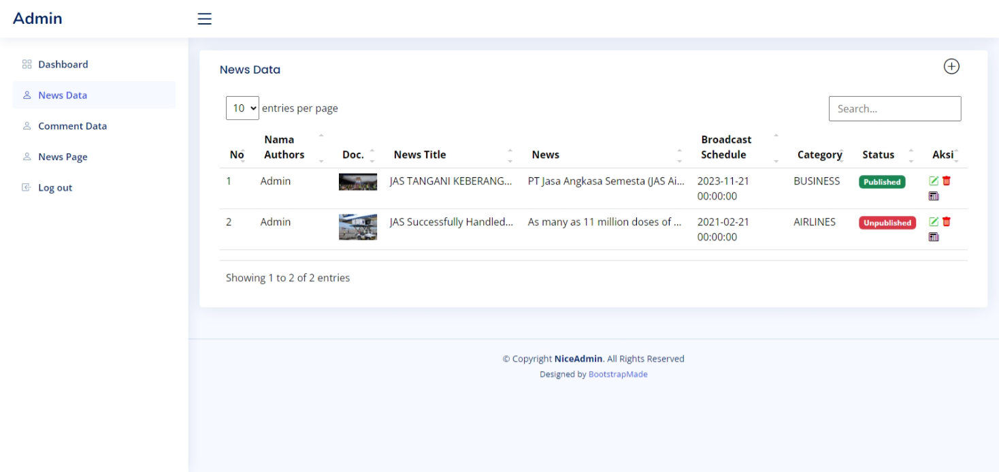 Admin
Dashboard
News Data
Comment Data
News Page
Log out
News Data
10 entries per page
Search...
No Nama Authors Doc. News Title News Broadcast Schedule Category Status Aksi
1 Admin JAS TANGANI KEBERANG... PT Jasa Angkasa Semesta (JAS Ai... 2023-11-21 BUSINESS Published
00:00:00
2 Admin JAS Successfully Handled... As many as 11 million doses of ... 2021-02-21 AIRLINES Unpublished
00:00:00
Showing 1 to 2 of 2 entries
© Copyright NiceAdmin. All Rights Reserved
Designed by BootstrapMade